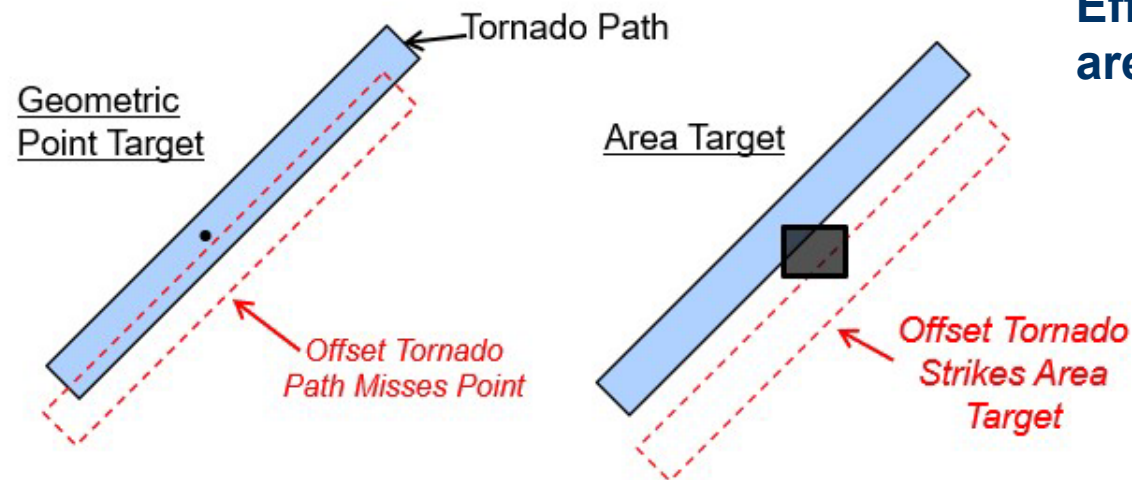 Tornado Path
Geometric
Point Target
Offset Tornado
Path Misses Point
Area Target
Offset Tornado
Strikes Area
Target